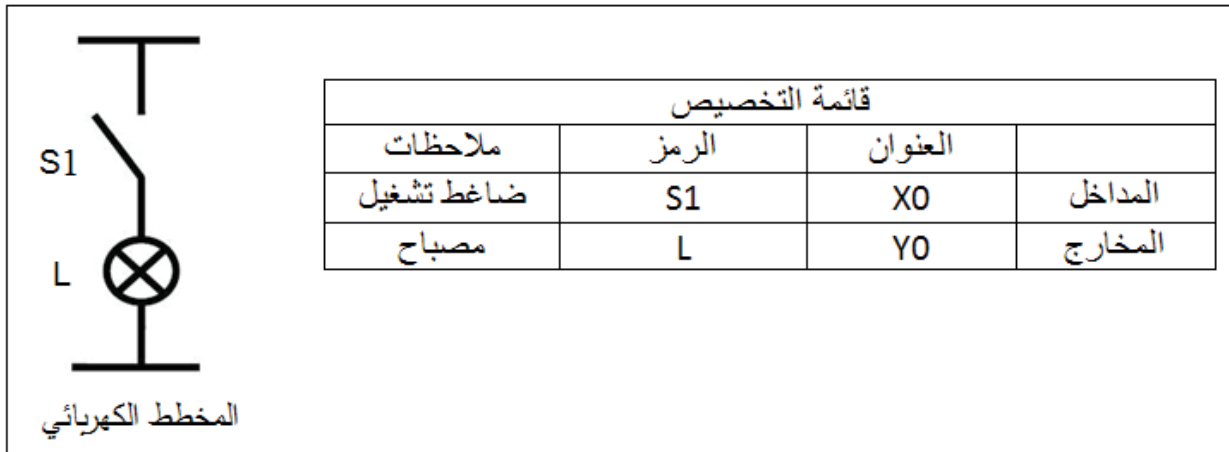 S1
L
المخطط الكهربائي
قائمة التخصيص
العنوان الرمز ملاحظات
المداخل X0 S1 ضاغط تشغيل
المخارج Y0 L مصباح